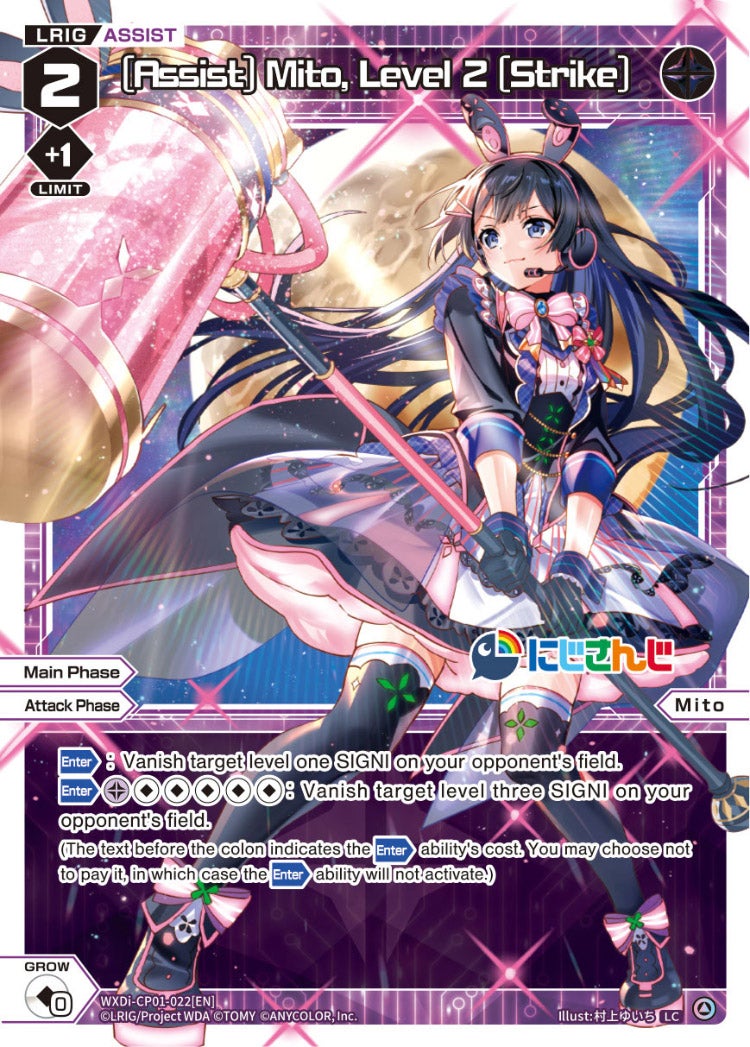 LRIG ASSIST
2
[Assist] Mito, Level 2 [Strike]
+1
LIMIT
にじさんじ
Main Phase
Attack Phase
Mito
Enter : Vanish target level one SIGNI on your opponent's field.
Enter : Vanish target level three SIGNI on your
opponent's field.
(The text before the colon indicates the Enter ability's cost. You may choose not
to pay it, in which case the Enter ability will not activate.)
GROW
0
WXDi-CP01-022[EN]
©LRIG/Project WDA ©TOMY ©ANYCOLOR, Inc.
Illust:村上ゆいち LC